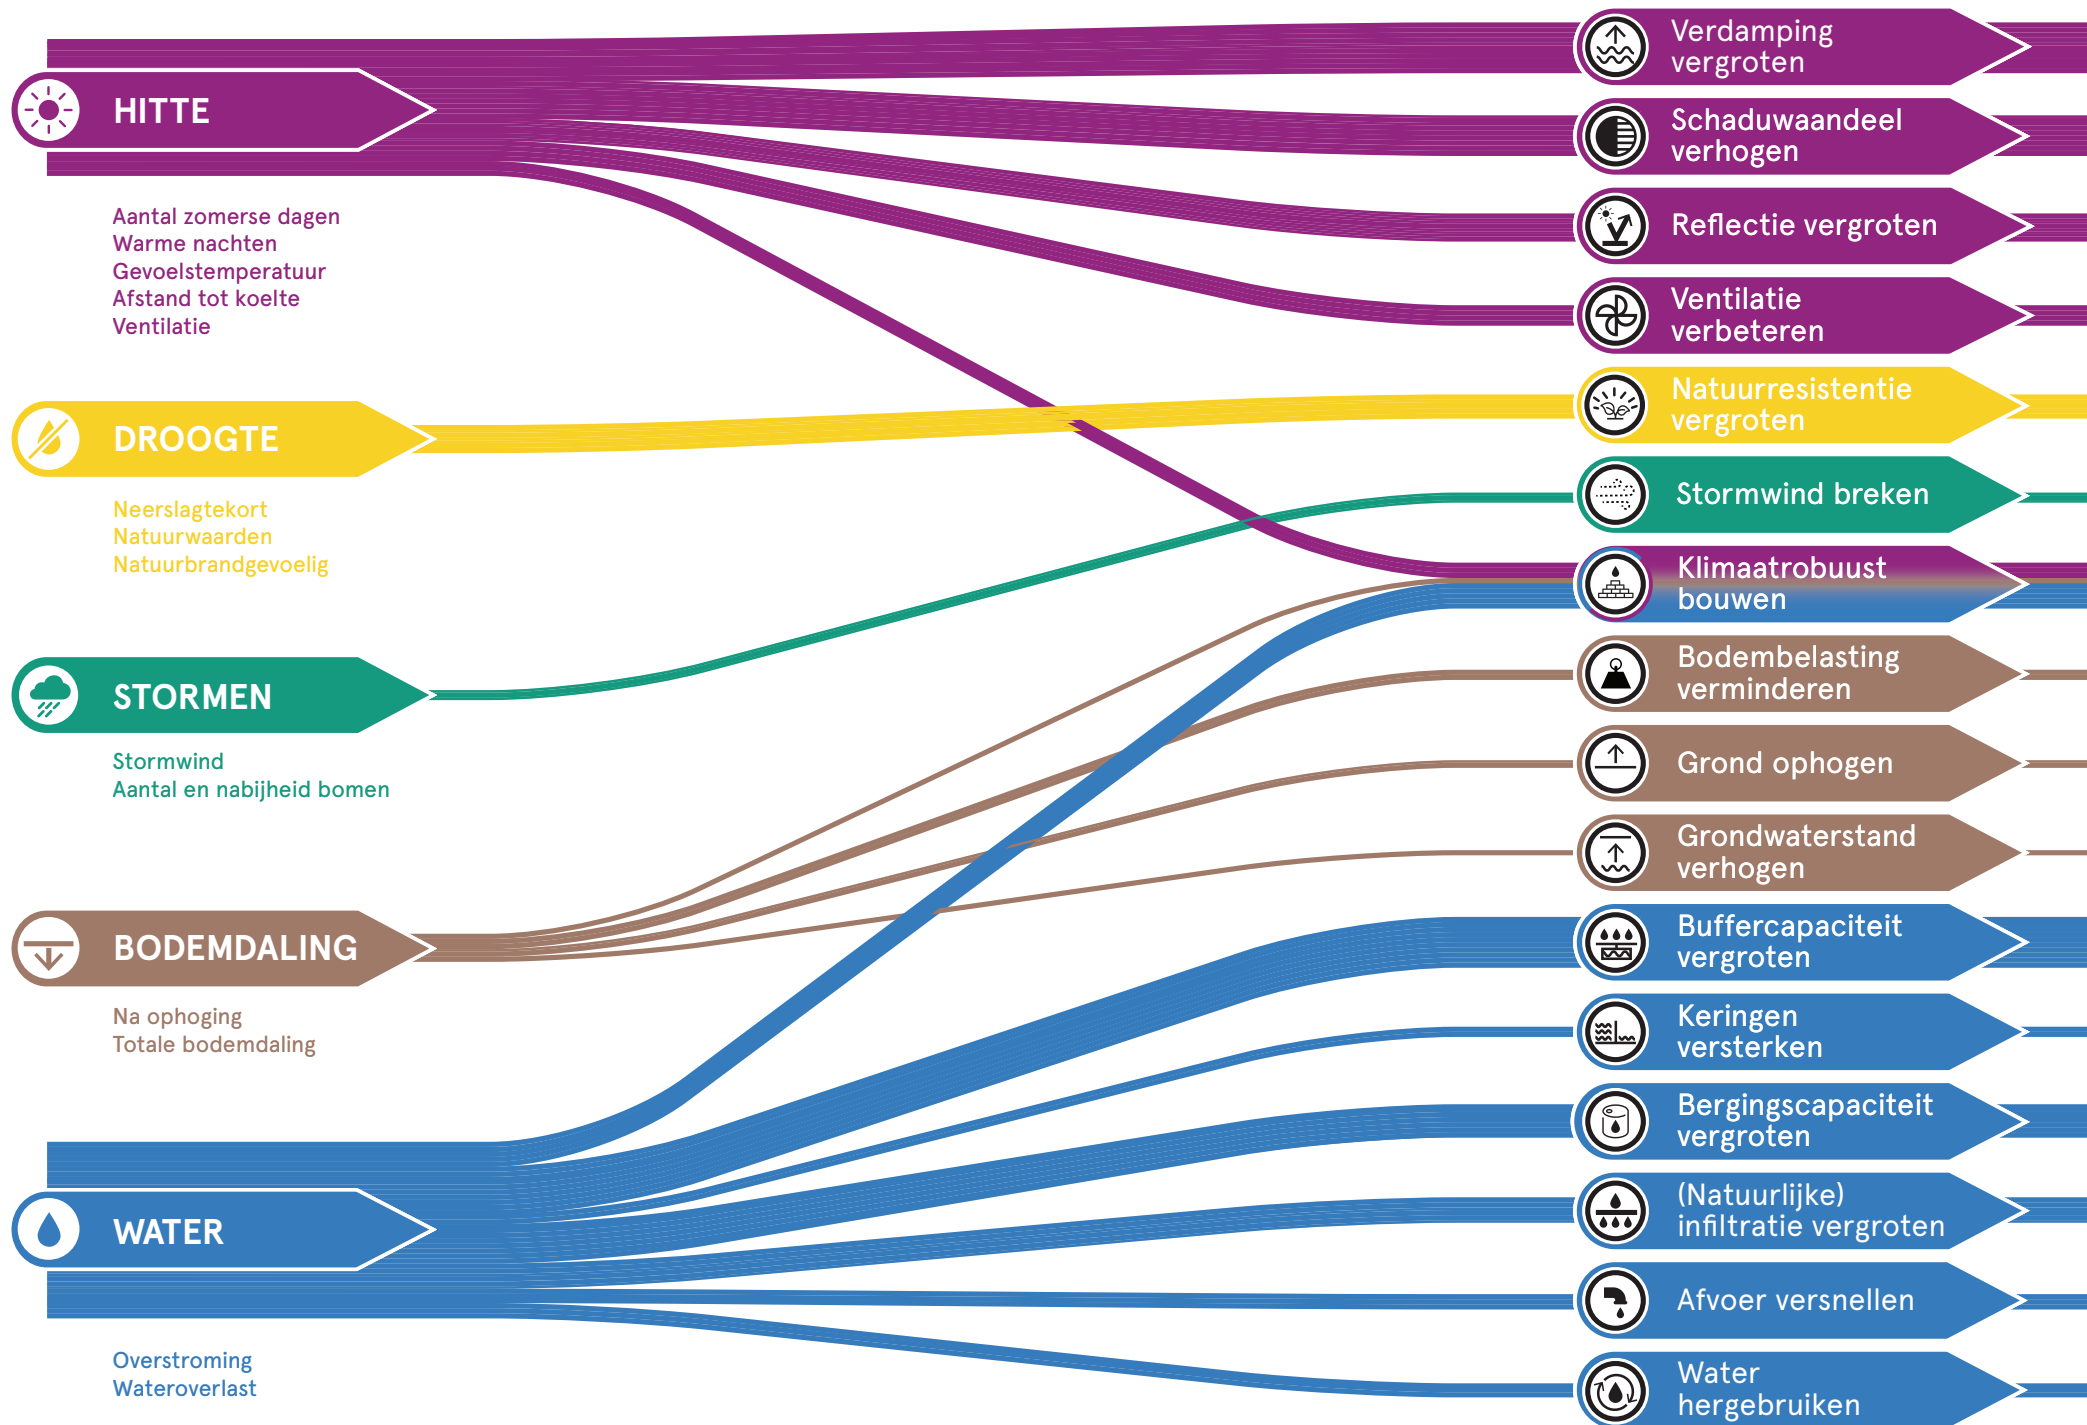 HITTE
Aantal zomerse dagen
Warme nachten
Gevoelstemperatuur
Afstand tot koelte
Ventilatie
DROOGTE
Neerslagtekort
Natuurwaarden
Natuurbrandgevoelig
STORMEN
Stormwind
Aantal en nabijheid bomen
BODEMDALING
Na ophoging
Totale bodemdaling
WATER
Overstroming
Wateroverlast
Verdamping
vergroten
Schaduwaandeel
verhogen
Reflectie vergroten
Ventilatie
verbeteren
Natuurresistentie
vergroten
Stormwind breken
Klimaatrobuust
bouwen
Bodembelasting
verminderen
Grond ophogen
Grondwaterstand
verhogen
Buffercapaciteit
vergroten
Keringen
versterken
Bergingscapaciteit
vergroten
(Natuurlijke)
infiltratie vergroten
Afvoer versnellen
Water
hergebruiken